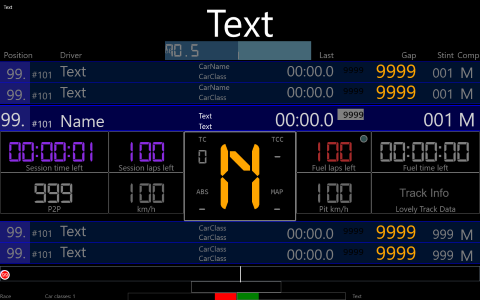 Text
Text
70.5
Position Driver Last Gap Stint Comp
99. #101 Text CarName CarClass 00:00.0 9999 9999 001 M
99. #101 Text CarName CarClass 00:00.0 9999 9999 001 M
99. #101 Name Text Text 00:00.0 9999 001 M
00:00:01 100 TC 0 TCC - 100 00:00:00
Session time left Session laps left Fuel laps left Fuel time left
N
999 100 ABS - MAP - 100 Track Info
P2P km/h Pit km/h Lovely Track Data
99. #101 Text CarClass CarClass 00:00.0 9999 9999 999 M
99. #101 Text CarClass CarClass 00:00.0 9999 9999 999 M
Car classes: 1 Text